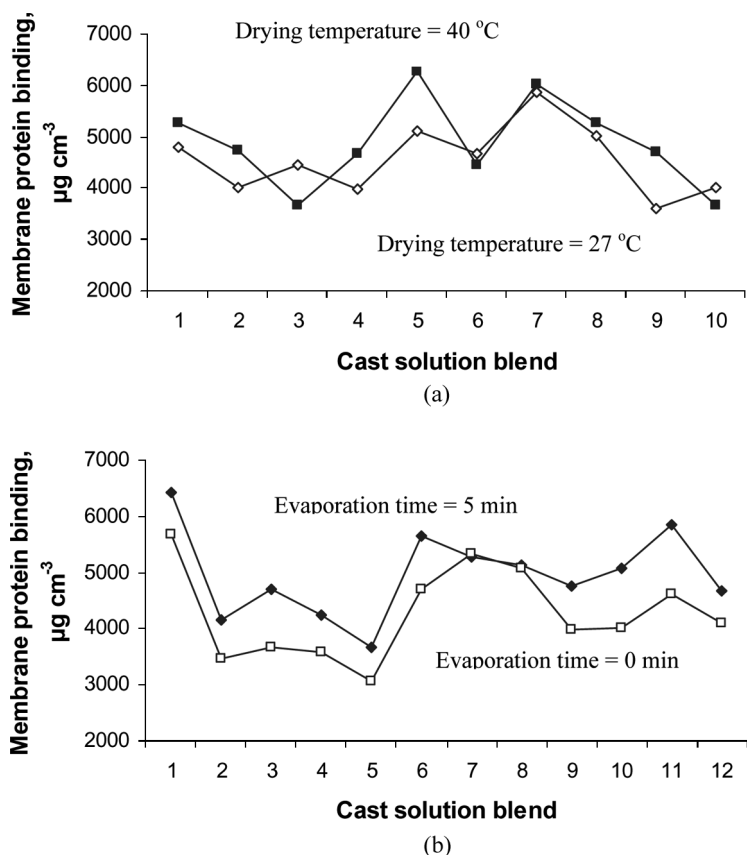 Drying temperature = 40 °C
Membrane protein binding,
µg cm-3
7000
6000
5000
4000
3000
2000
Drying temperature = 27 °C
1 2 3 4 5 6 7 8 9 10
Cast solution blend
(a)
Membrane protein binding,
µg cm-3
7000
6000
5000
4000
3000
2000
Evaporation time = 5 min
Evaporation time = 0 min
1 2 3 4 5 6 7 8 9 10 11 12
Cast solution blend
(b)